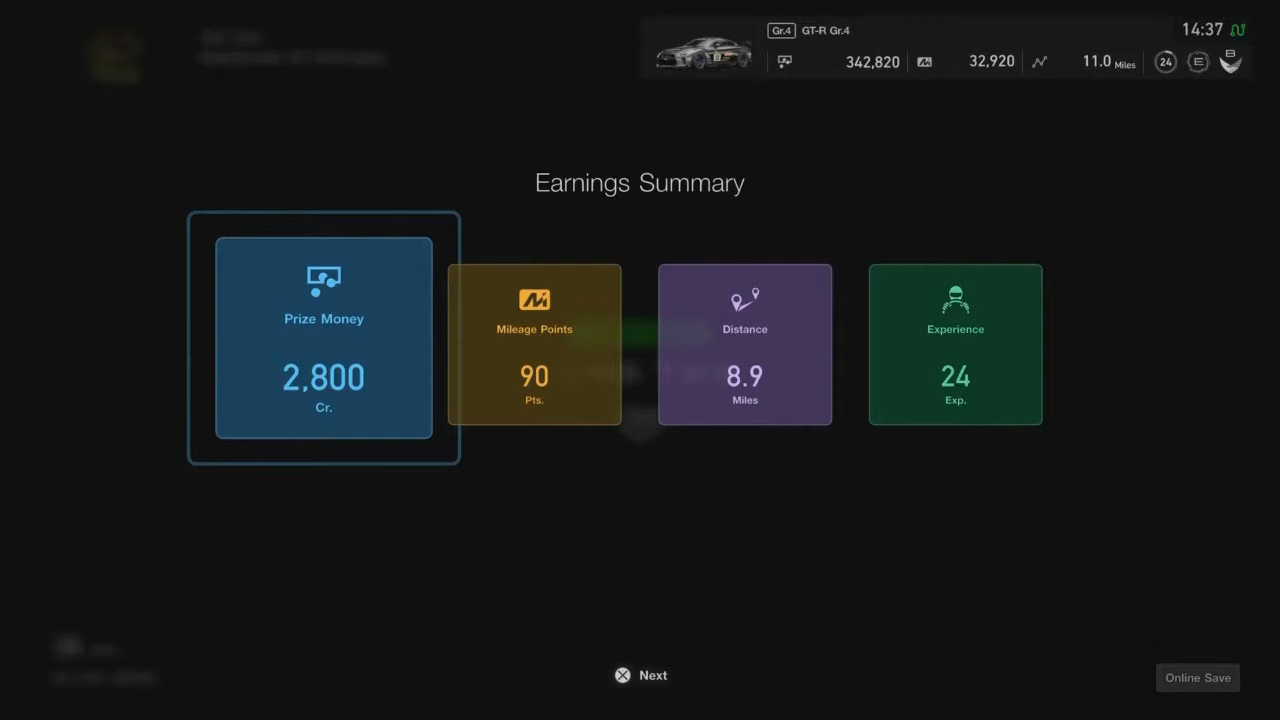 Gr.4 GT-R Gr.4 14:37
342,820 32,920 11.0 Miles 24 E B
Earnings Summary
Prize Money
2,800
Cr.
Mileage Points
90
Pts.
Distance
8.9
Miles
Experience
24
Exp.
Next
Online Save